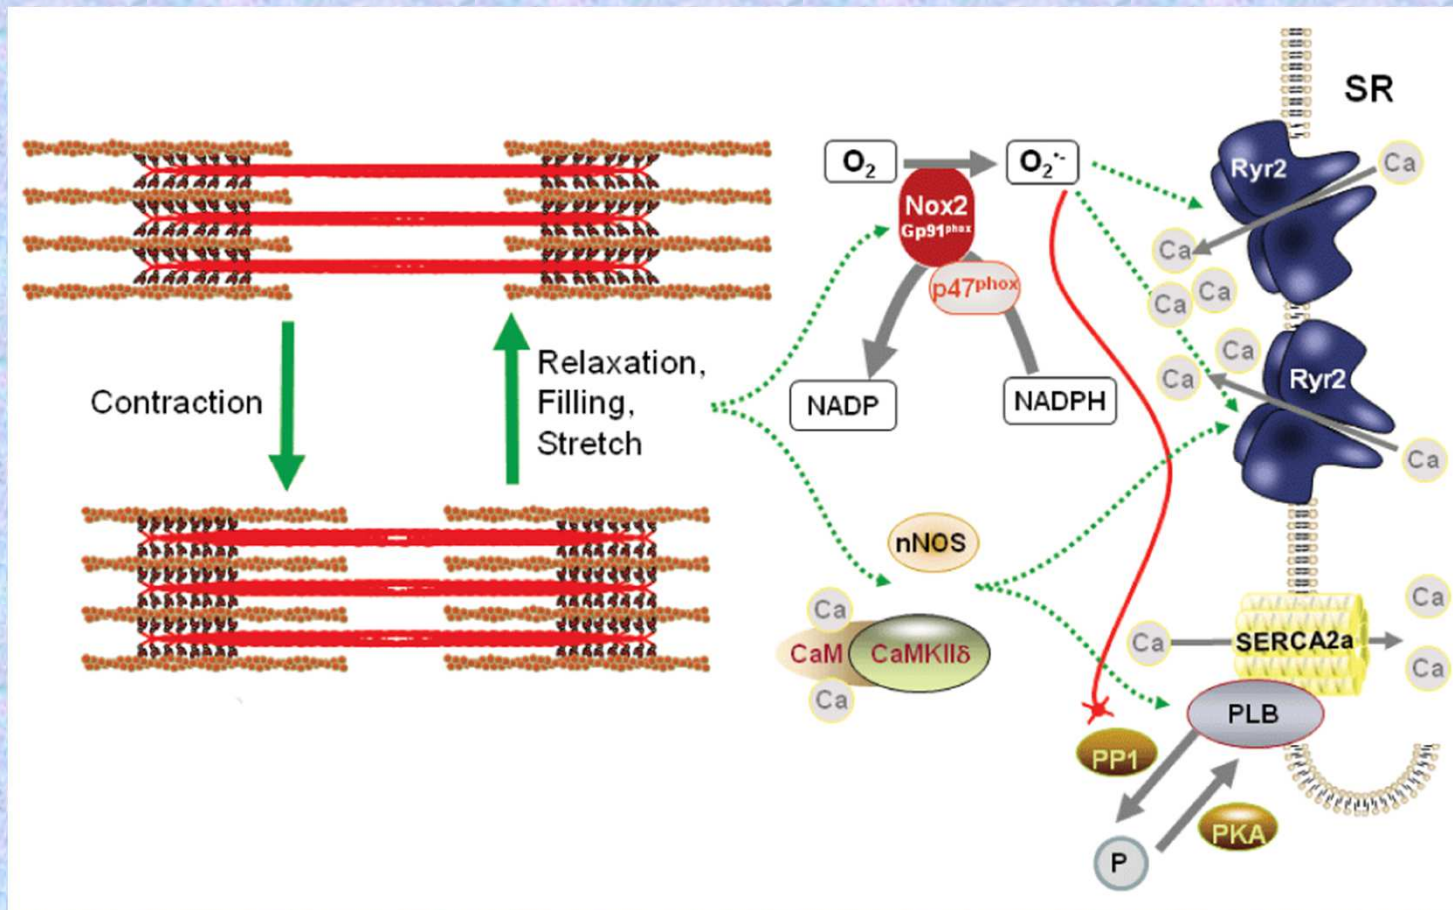 SR
O₂
O₂•-
Ryr2
Ca
Nox2
Gp91phox
Ca
p47phox
Ca
Ca
Contraction
Relaxation,
Filling,
Stretch
Ca
Ca
Ryr2
NADP
NADPH
Ca
nNOS
Ca
Ca
Ca
SERCA2a
CaM
CaMKIIδ
Ca
Ca
PLB
PP1
PKA
P